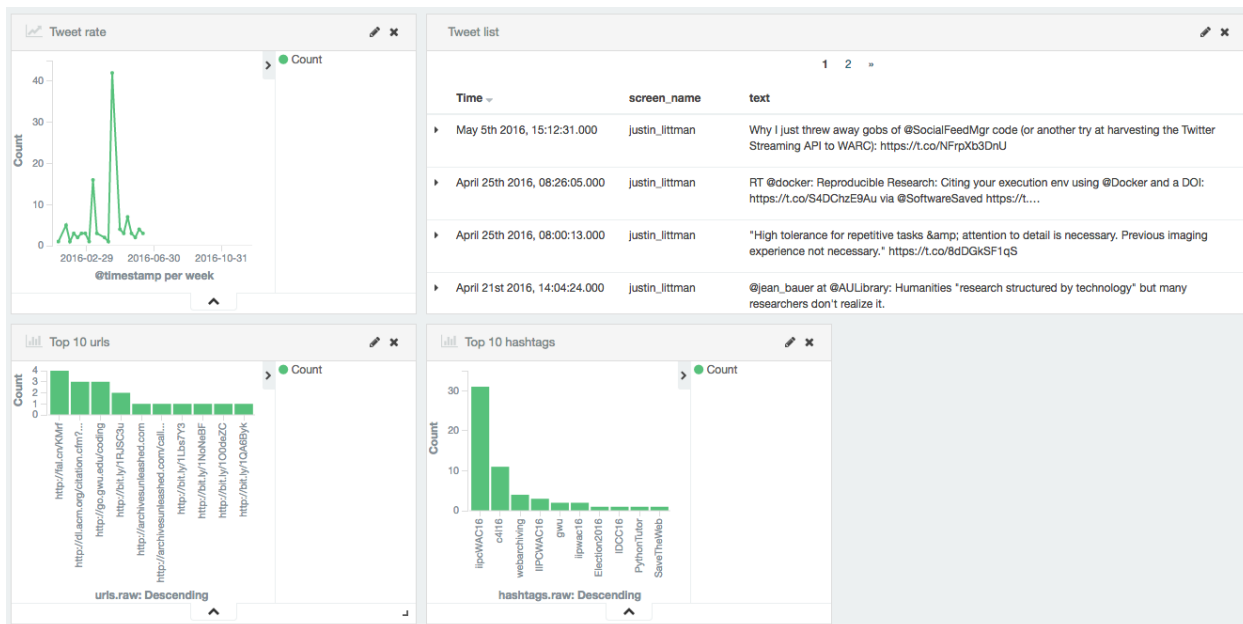 Tweet rate
Count
40
30
20
10
0
Count
2016-02-29 2016-06-30 2016-10-31
@timestamp per week
Tweet list
1 2 »
Time screen_name text
May 5th 2016, 15:12:31.000 justin_littman Why I just threw away gobs of @SocialFeedMgr code (or another try at harvesting the Twitter
Streaming API to WARC): https://t.co/NFrpXb3DnU
April 25th 2016, 08:26:05.000 justin_littman RT @docker: Reproducible Research: Citing your execution env using @Docker and a DOI:
https://t.co/S4DChzE9Au via @SoftwareSaved https://t.…
April 25th 2016, 08:00:13.000 justin_littman "High tolerance for repetitive tasks &amp; attention to detail is necessary. Previous imaging
experience not necessary." https://t.co/8dDGkSF1qS
April 21st 2016, 14:04:24.000 justin_littman @jean_bauer at @AULibrary: Humanities "research structured by technology" but many
researchers don't realize it.
Top 10 urls
Count
4
3
2
1
0
Count
http://fal.cn/KMrf
http://dl.acm.org/citation.cfm?...
http://go.gwu.edu/coding
http://bit.ly/1RJSC3u
http://archivesunleashed.com
http://archivesunleashed.com/call...
http://bit.ly/1Lbs7Y3
http://bit.ly/1NoNeBF
http://bit.ly/1O0deZC
http://bit.ly/1QA6Byk
urls.raw: Descending
Top 10 hashtags
Count
30
20
10
0
Count
iipcWAC16
c4l16
webarchiving
IIPCWAC16
gwu
iipwac16
Election2016
IDCC16
PythonTutor
SaveTheWeb
hashtags.raw: Descending